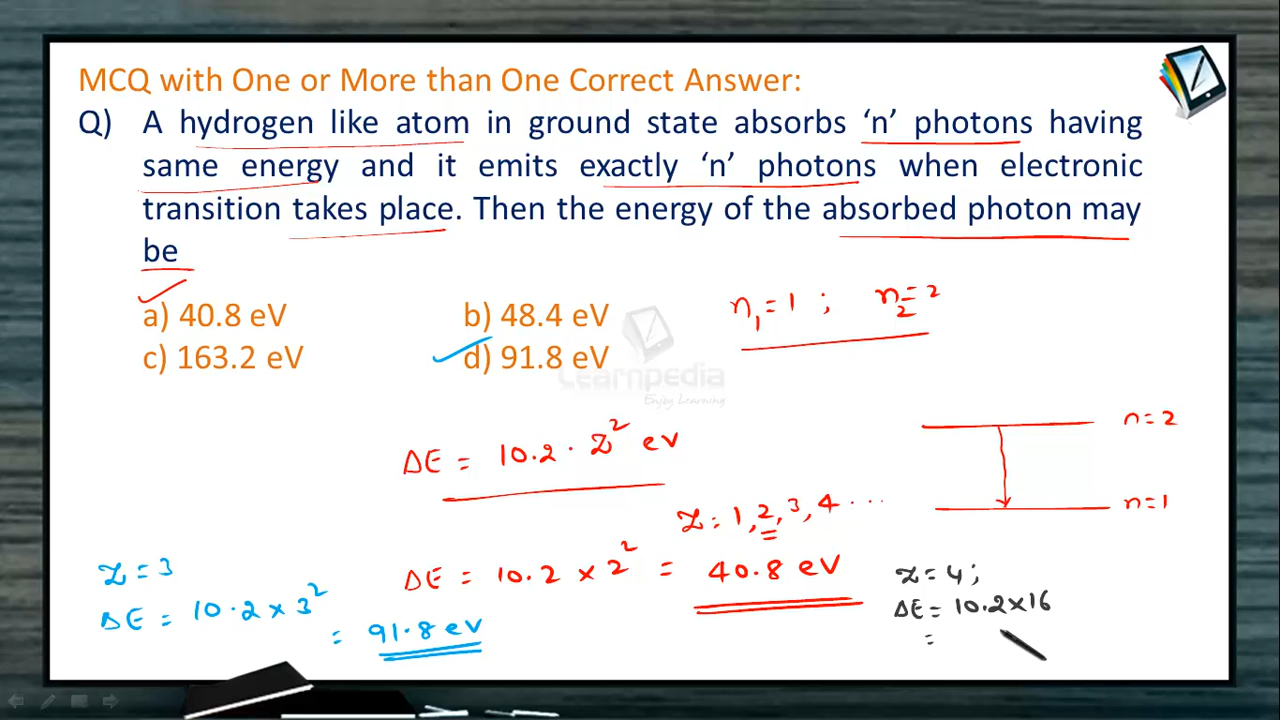 MCQ with One or More than One Correct Answer:
Q) A hydrogen like atom in ground state absorbs ‘n’ photons having
same energy and it emits exactly ‘n’ photons when electronic
transition takes place. Then the energy of the absorbed photon may
be
a) 40.8 eV b) 48.4 eV
c) 163.2 eV d) 91.8 eV
n₁ = 1 ; n₂ = 2
Learnpedia
Enjoy Learning
ΔE = 10.2 · Z² eV
n = 2
n = 1
Z = 1, 2, 3, 4 ...
ΔE = 10.2 × 2² = 40.8 eV
Z = 3
ΔE = 10.2 × 3²
= 91.8 eV
Z = 4 ;
ΔE = 10.2 × 16
=